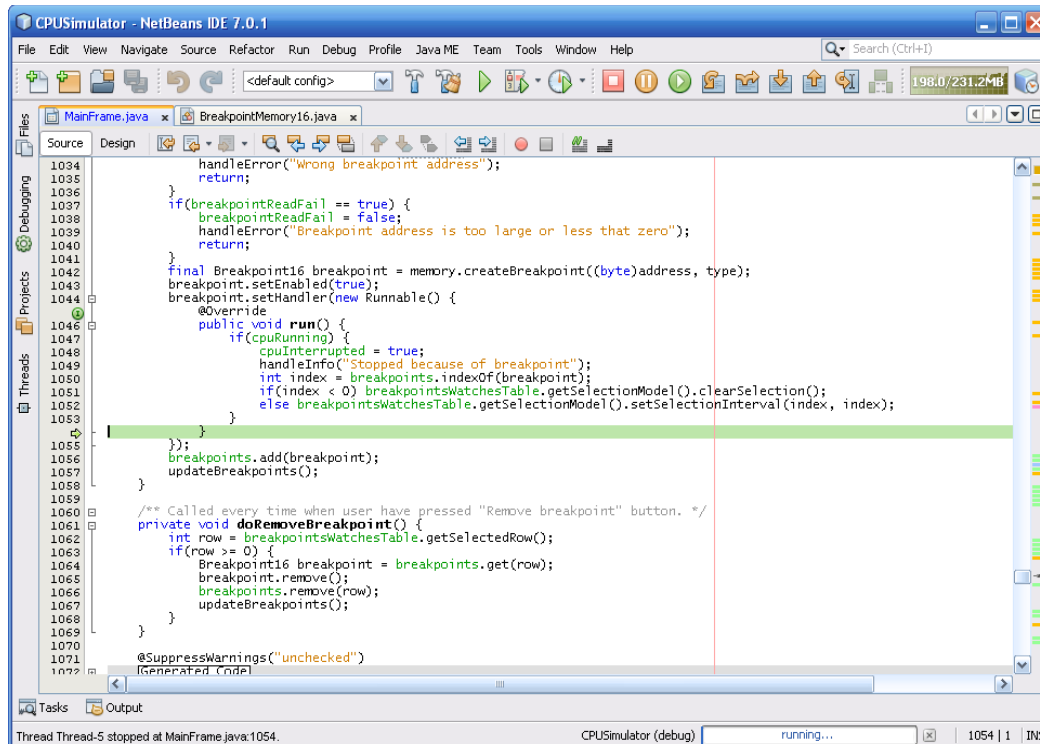 CPUSimulator - NetBeans IDE 7.0.1
File Edit View Navigate Source Refactor Run Debug Profile Java ME Team Tools Window Help
Search (Ctrl+I)
<default config>
198.0/231.2MB
Files
Debugging
Projects
Threads
MainFrame.java x BreakpointMemory16.java x
Source Design
1034 handleError("Wrong breakpoint address");
1035 return;
1036 }
1037 if(breakpointReadFail == true) {
1038 breakpointReadFail = false;
1039 handleError("Breakpoint address is too large or less that zero");
1040 return;
1041 }
1042 final Breakpoint16 breakpoint = memory.createBreakpoint((byte)address, type);
1043 breakpoint.setEnabled(true);
1044 breakpoint.setHandler(new Runnable() {
@Override
1046 public void run() {
1047 if(cpuRunning) {
1048 cpuInterrupted = true;
1049 handleInfo("Stopped because of breakpoint");
1050 int index = breakpoints.indexOf(breakpoint);
1051 if(index < 0) breakpointsWatchesTable.getSelectionModel().clearSelection();
1052 else breakpointsWatchesTable.getSelectionModel().setSelectionInterval(index, index);
1053 }
}
1055 });
1056 breakpoints.add(breakpoint);
1057 updateBreakpoints();
1058 }
1059
1060 /** Called every time when user have pressed "Remove breakpoint" button. */
1061 private void doRemoveBreakpoint() {
1062 int row = breakpointsWatchesTable.getSelectedRow();
1063 if(row >= 0) {
1064 Breakpoint16 breakpoint = breakpoints.get(row);
1065 breakpoint.remove();
1066 breakpoints.remove(row);
1067 updateBreakpoints();
1068 }
1069 }
1070
1071 @SuppressWarnings("unchecked")
1072 Generated Code
Tasks Output
Thread Thread-5 stopped at MainFrame.java:1054. CPUSimulator (debug) running... 1054 | 1 INS